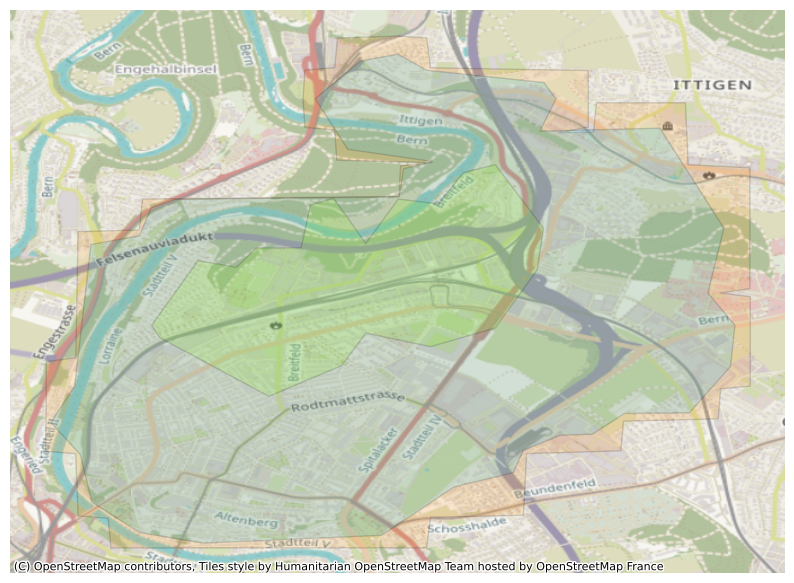 Bern
Bern
Engehalbinsel
ITTIGEN
Ittigen
Bern
Bern
Breitfeld
Felsenauviadukt
Stadtteil V
Engestrasse
Lorraine
Bern
Breitfeld
Rodtmattstrasse
Stadtteil II
Engeried
Spitalacker
Stadtteil IV
Beundenfeld
Altenberg
Schosshalde
Stadtteil V
(C) OpenStreetMap contributors, Tiles style by Humanitarian OpenStreetMap Team hosted by OpenStreetMap France